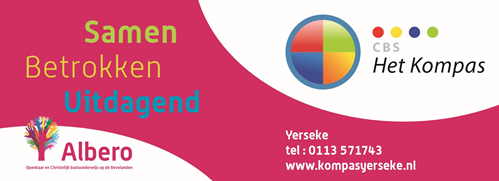 Samen
Betrokken
Uitdagend
Albero
Openbaar en Christelijk basisonderwijs op de Bevelanden
CBS
Het Kompas
Yerseke
tel : 0113 571743
www.kompasyerseke.nl